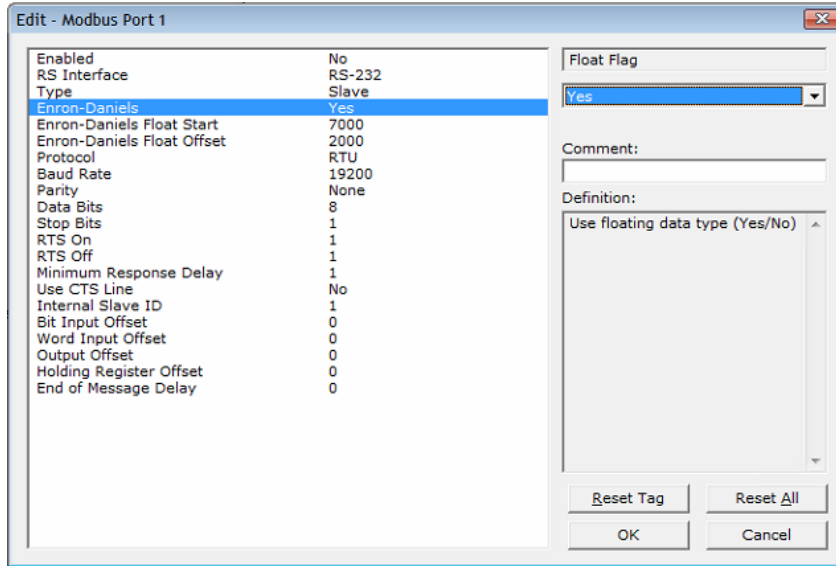 Edit - Modbus Port 1
Enabled No
RS Interface RS-232
Type Slave
Enron-Daniels Yes
Enron-Daniels Float Start 7000
Enron-Daniels Float Offset 2000
Protocol RTU
Baud Rate 19200
Parity None
Data Bits 8
Stop Bits 1
RTS On 1
RTS Off 1
Minimum Response Delay 1
Use CTS Line No
Internal Slave ID 1
Bit Input Offset 0
Word Input Offset 0
Output Offset 0
Holding Register Offset 0
End of Message Delay 0
Float Flag
Yes
Comment:
Definition:
Use floating data type (Yes/No)
Reset Tag Reset All
OK Cancel